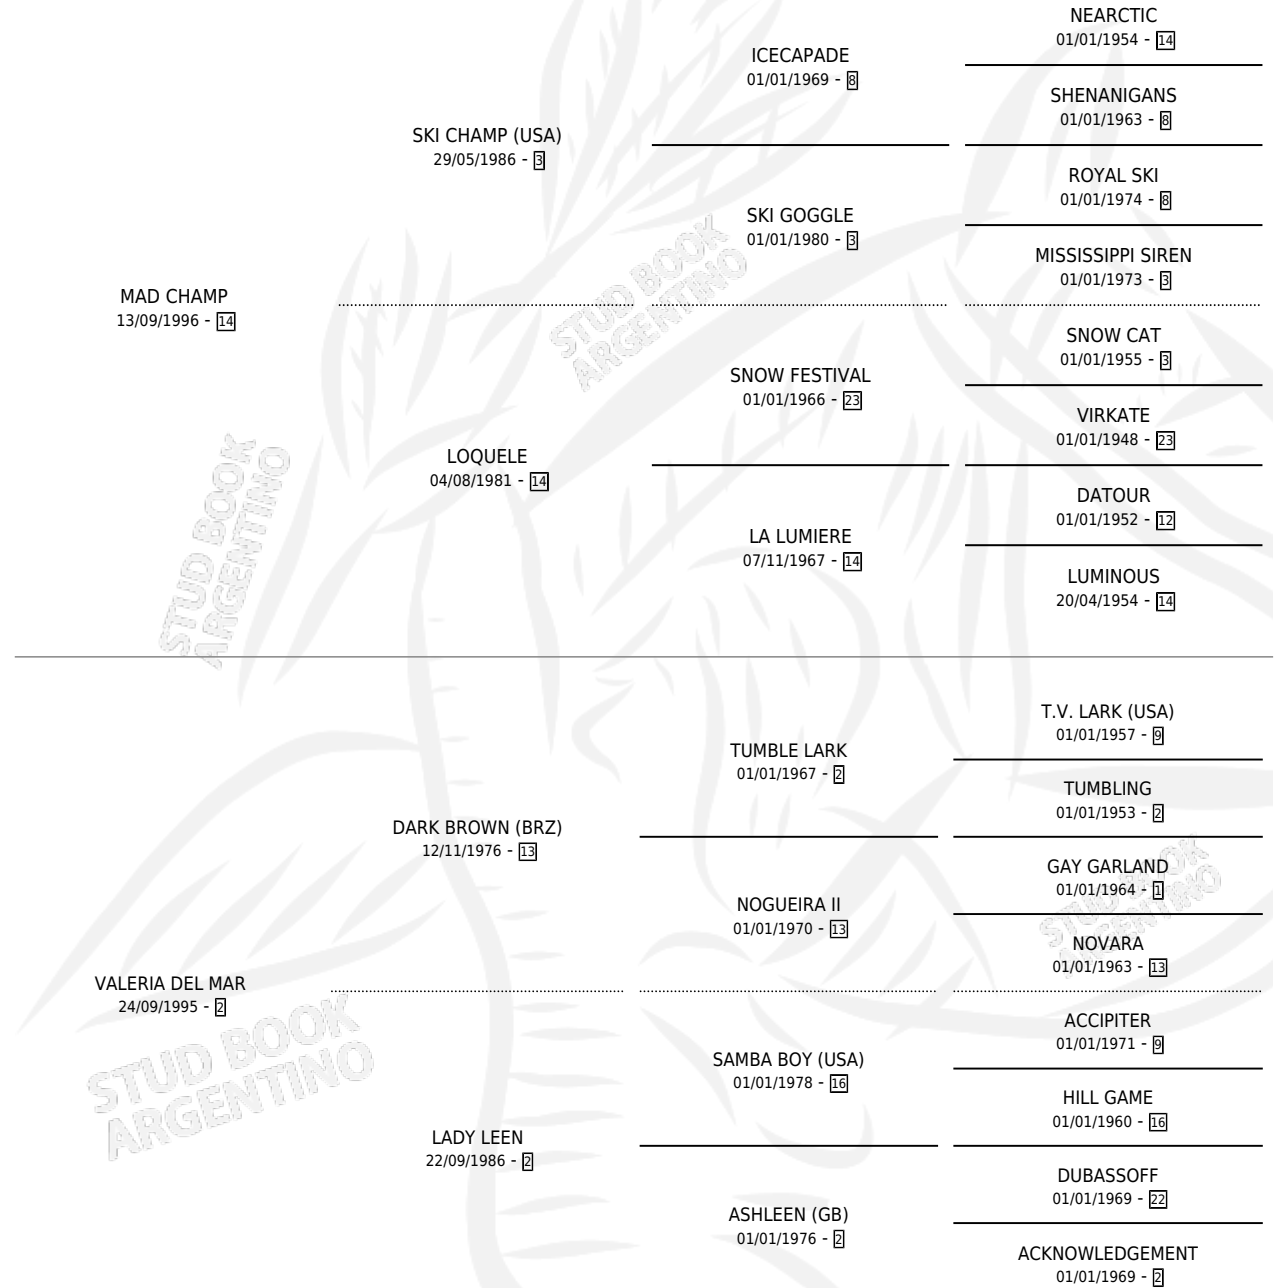 NEARCTIC
01/01/1954 - 14
ICECAPADE
01/01/1969 - 8
SHENANIGANS
01/01/1963 - 8
SKI CHAMP (USA)
29/05/1986 - 3
ROYAL SKI
01/01/1974 - 8
SKI GOGGLE
01/01/1980 - 3
MISSISSIPPI SIREN
01/01/1973 - 3
MAD CHAMP
13/09/1996 - 14
SNOW CAT
01/01/1955 - 3
SNOW FESTIVAL
01/01/1966 - 23
VIRKATE
01/01/1948 - 23
LOQUELE
04/08/1981 - 14
DATOUR
01/01/1952 - 12
LA LUMIERE
07/11/1967 - 14
LUMINOUS
20/04/1954 - 14
T.V. LARK (USA)
01/01/1957 - 9
TUMBLE LARK
01/01/1967 - 2
TUMBLING
01/01/1953 - 2
DARK BROWN (BRZ)
12/11/1976 - 13
GAY GARLAND
01/01/1964 - 1
NOGUEIRA II
01/01/1970 - 13
NOVARA
01/01/1963 - 13
VALERIA DEL MAR
24/09/1995 - 2
ACCIPITER
01/01/1971 - 9
SAMBA BOY (USA)
01/01/1978 - 16
HILL GAME
01/01/1960 - 16
LADY LEEN
22/09/1986 - 2
DUBASSOFF
01/01/1969 - 22
ASHLEEN (GB)
01/01/1976 - 2
ACKNOWLEDGEMENT
01/01/1969 - 2
STUD BOOK
ARGENTINO
STUD BOOK
ARGENTINO
STUD BOOK
ARGENTINO
STUD BOOK
ARGENTINO